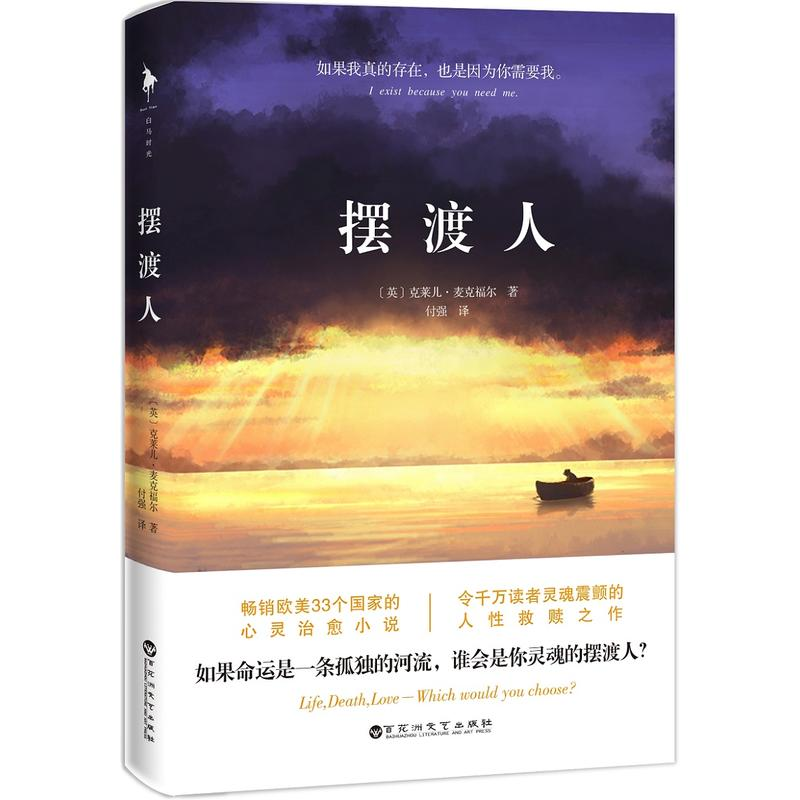 如果我真的存在，也是因为你需要我。
I exist because you need me.
摆渡人
〔英〕克莱儿·麦克福尔 著
付强 译
畅销欧美33个国家的
心灵治愈小说
令千万读者灵魂震颤的
人性救赎之作
如果命运是一条孤独的河流，谁会是你灵魂的摆渡人？
Life,Death,Love—Which would you choose?
百花洲文艺出版社
BAIHUAZHOU LITERATURE AND ART PRESS
白马时光
摆渡人
〔英〕克莱儿·麦克福尔 著
付强 译
百花洲文艺出版社